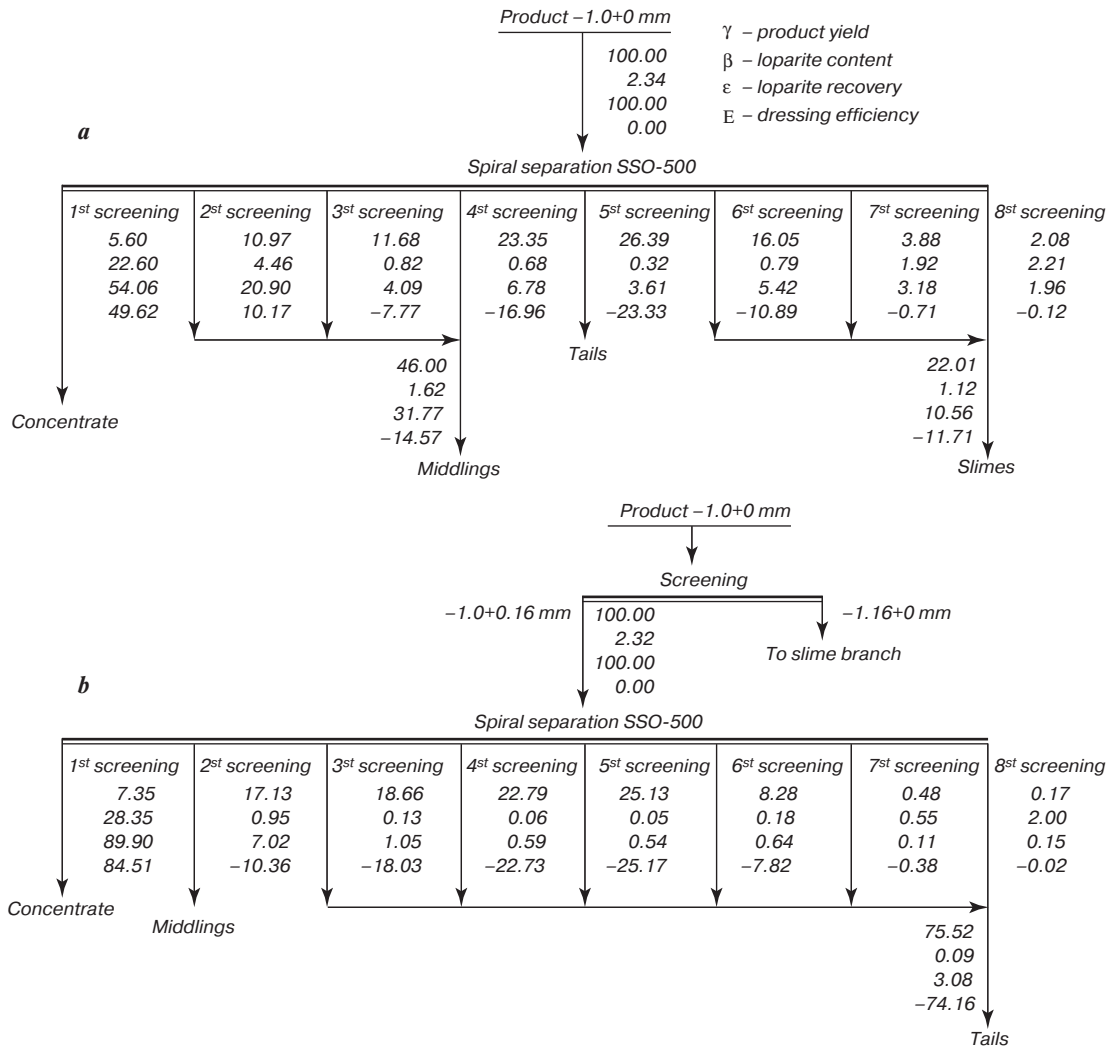 Product –1.0+0 mm
100.00
2.34
100.00
0.00
γ – product yield
β – loparite content
ε – loparite recovery
E – dressing efficiency
a
Spiral separation SSO-500
1st screening 2st screening 3st screening 4st screening 5st screening 6st screening 7st screening 8st screening
5.60 10.97 11.68 23.35 26.39 16.05 3.88 2.08
22.60 4.46 0.82 0.68 0.32 0.79 1.92 2.21
54.06 20.90 4.09 6.78 3.61 5.42 3.18 1.96
49.62 10.17 –7.77 –16.96 –23.33 –10.89 –0.71 –0.12
Tails
46.00
1.62
31.77
–14.57
22.01
1.12
10.56
–11.71
Concentrate
Middlings
Slimes
Product –1.0+0 mm
Screening
–1.0+0.16 mm
100.00
2.32
100.00
0.00
–1.16+0 mm
To slime branch
b
Spiral separation SSO-500
1st screening 2st screening 3st screening 4st screening 5st screening 6st screening 7st screening 8st screening
7.35 17.13 18.66 22.79 25.13 8.28 0.48 0.17
28.35 0.95 0.13 0.06 0.05 0.18 0.55 2.00
89.90 7.02 1.05 0.59 0.54 0.64 0.11 0.15
84.51 –10.36 –18.03 –22.73 –25.17 –7.82 –0.38 –0.02
Concentrate
Middlings
75.52
0.09
3.08
–74.16
Tails